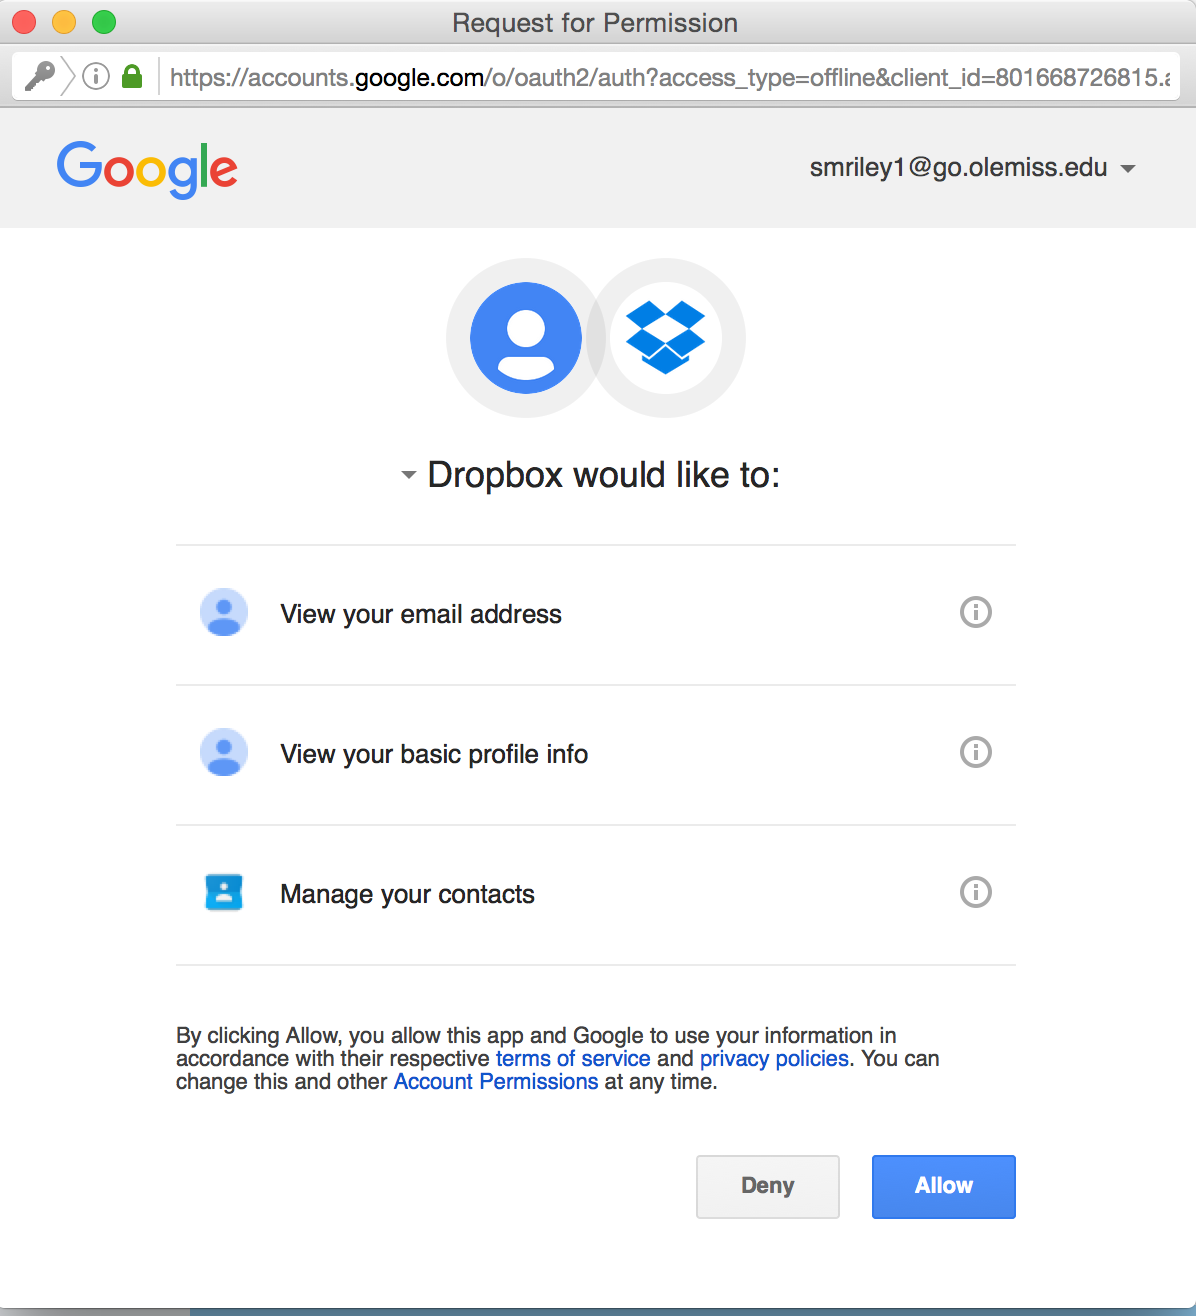 Request for Permission
https://accounts.google.com/o/oauth2/auth?access_type=offline&client_id=801668726815.a
Google
smriley1@go.olemiss.edu
Dropbox would like to:
View your email address
View your basic profile info
Manage your contacts
By clicking Allow, you allow this app and Google to use your information in
accordance with their respective terms of service and privacy policies. You can
change this and other Account Permissions at any time.
Deny
Allow